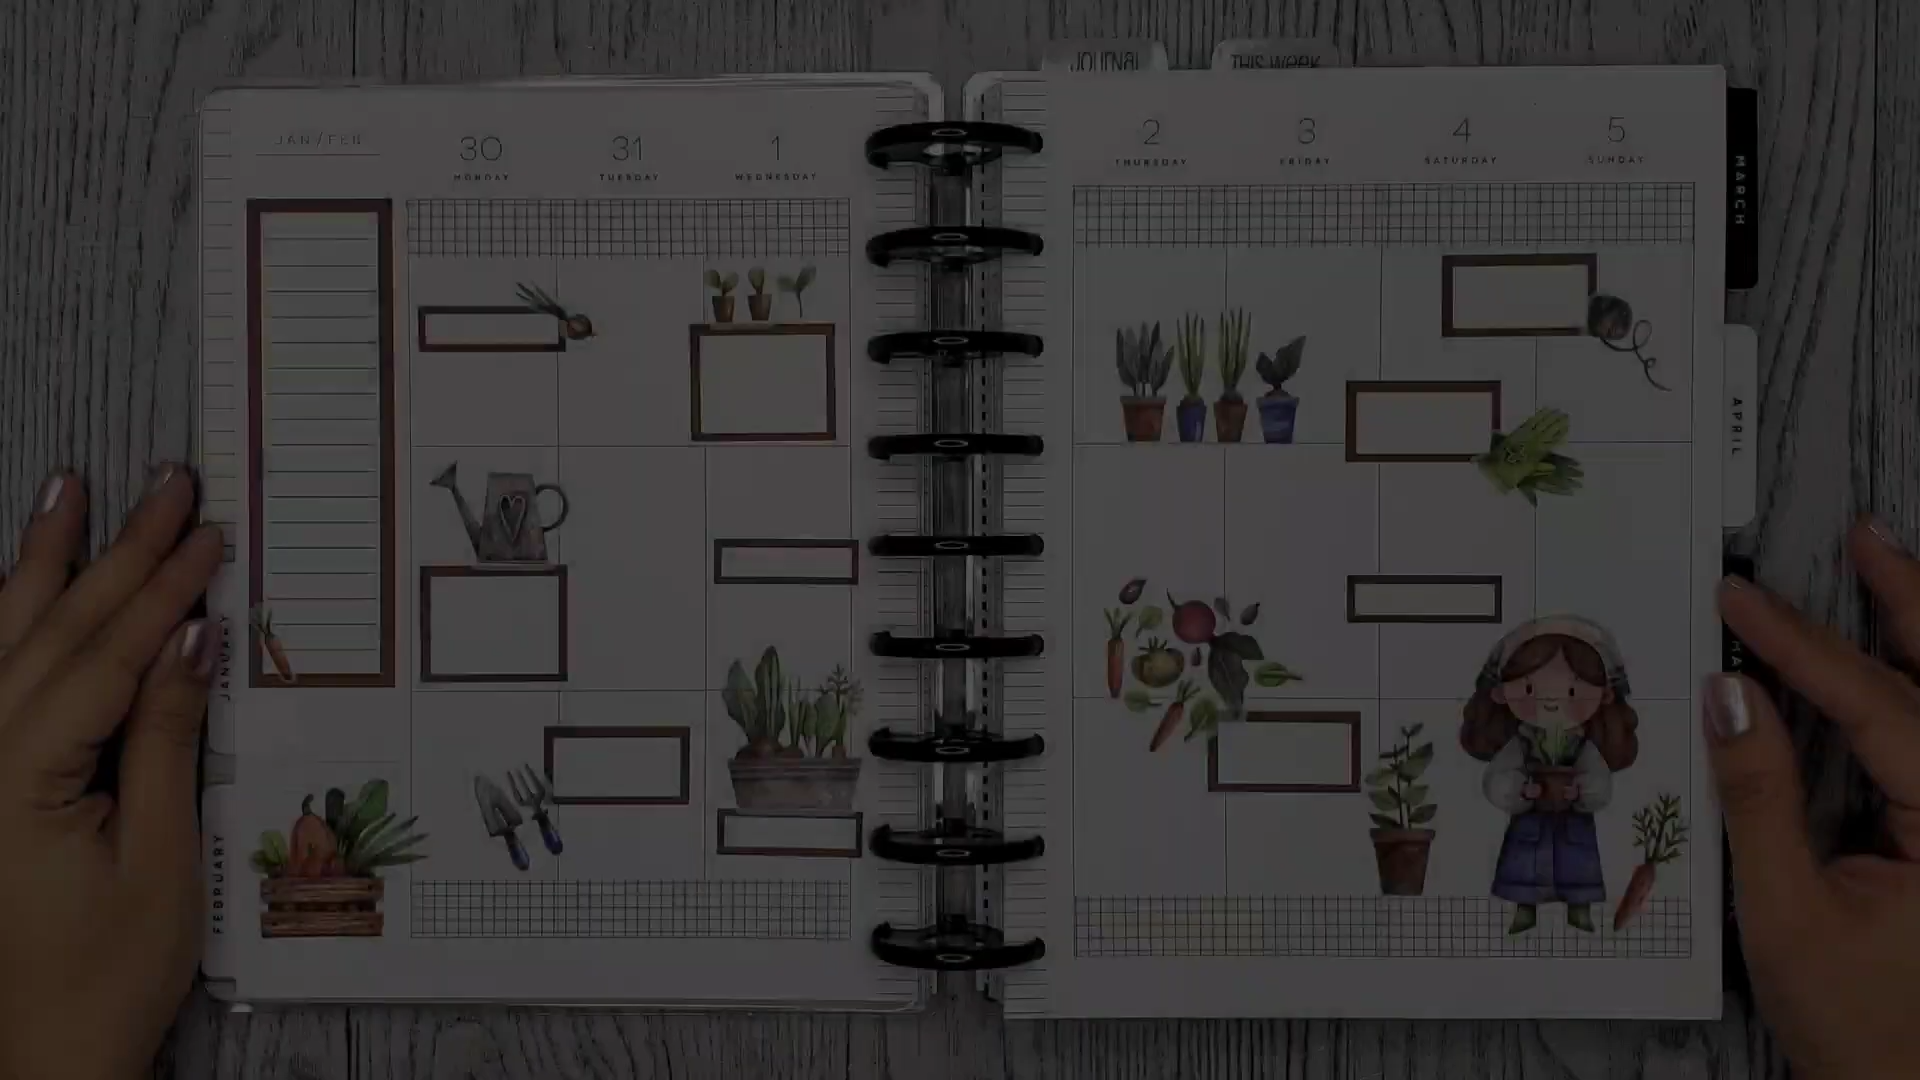 JOURNAL
THIS WEEK
JAN/FEB
30
MONDAY
31
TUESDAY
1
WEDNESDAY
2
THURSDAY
3
FRIDAY
4
SATURDAY
5
SUNDAY
MARCH
APRIL
JANUARY
FEBRUARY